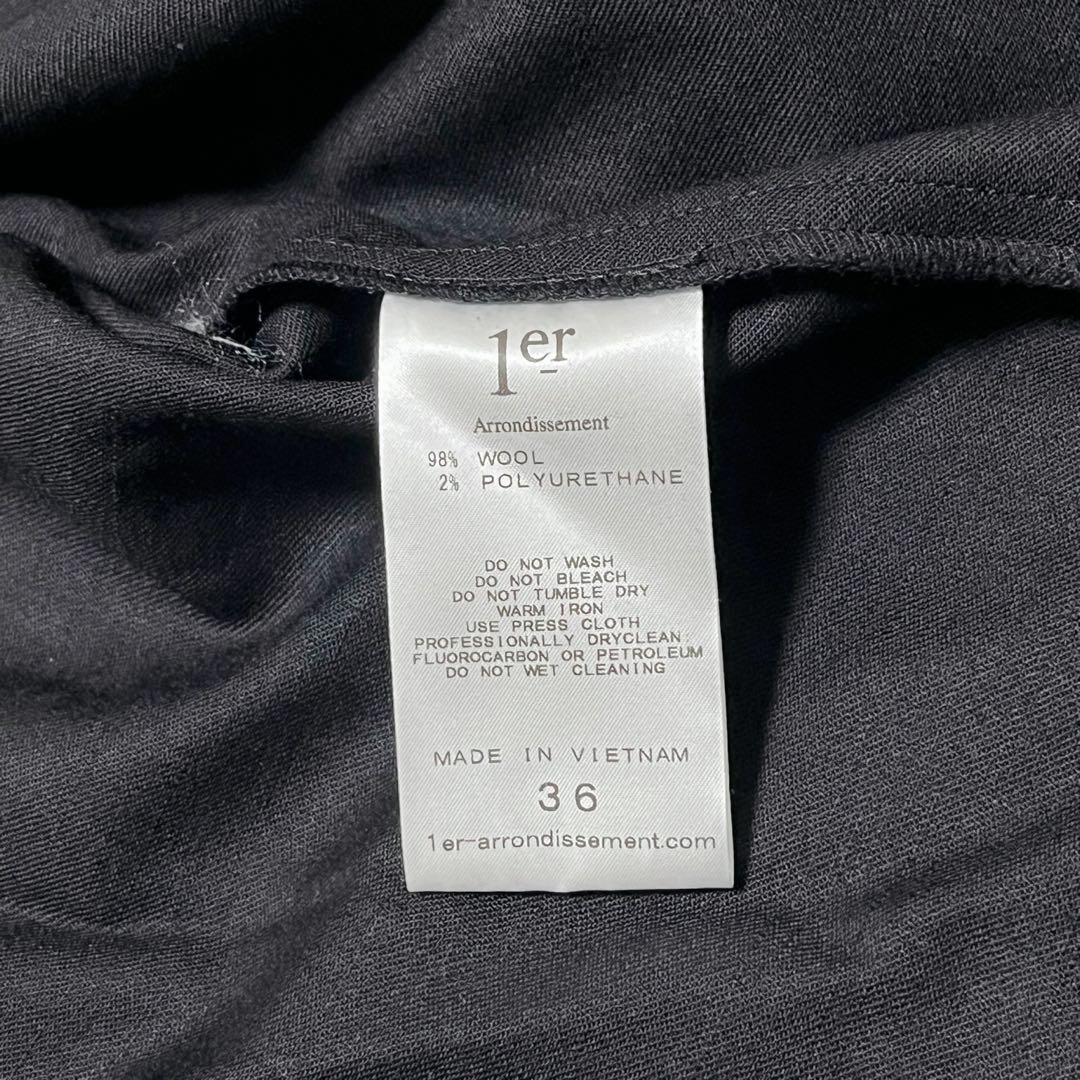 1er
Arrondissement
98% WOOL
2% POLYURETHANE
DO NOT WASH
DO NOT BLEACH
DO NOT TUMBLE DRY
WARM IRON
USE PRESS CLOTH
PROFESSIONALLY DRYCLEAN:
FLUOROCARBON OR PETROLEUM
DO NOT WET CLEANING
MADE IN VIETNAM
36
1er-arrondissement.com